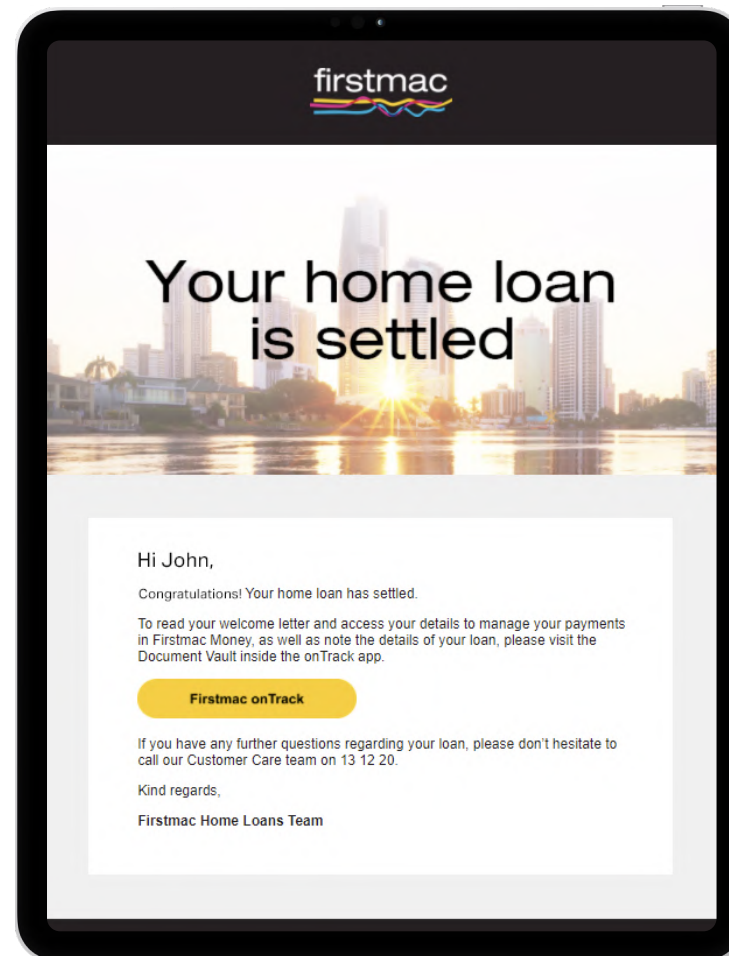 firstmac
Your home loan
is settled
Hi John,
Congratulations! Your home loan has settled.
To read your welcome letter and access your details to manage your payments
in Firstmac Money, as well as note the details of your loan, please visit the
Document Vault inside the onTrack app.
Firstmac onTrack
If you have any further questions regarding your loan, please don't hesitate to
call our Customer Care team on 13 12 20.
Kind regards,
Firstmac Home Loans Team